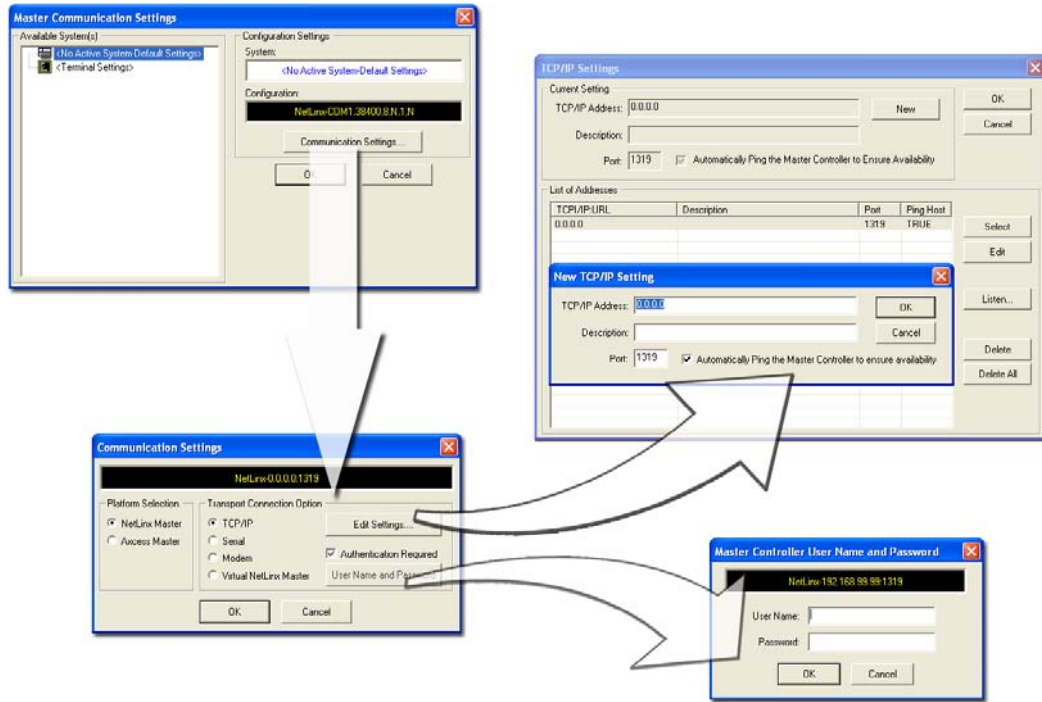 Master Communication Settings
Available System(s)
<No Active System-Default Settings>
<Terminal Settings>
Configuration Settings
System:
<No Active System-Default Settings>
Configuration:
NetLinx-COM1,38400,8,N,1,N
Communication Settings...
OK
Cancel
TCP/IP Settings
Current Setting
TCP/IP Address: 0.0.0.0
New
Description:
Port: 1319
Automatically Ping the Master Controller to Ensure Availability
OK
Cancel
List of Addresses
TCPI/IP:URL Description Port Ping Host
0.0.0.0 1319 TRUE
Select
Edit
Listen...
Delete
Delete All
New TCP/IP Setting
TCP/IP Address: 0.0.0.0
OK
Description:
Cancel
Port: 1319
Automatically Ping the Master Controller to ensure availability
Communication Settings
NetLinx-0.0.0.0:1319
Platform Selection
NetLinx Master
Axcess Master
Transport Connection Option
TCP/IP
Serial
Modem
Virtual NetLinx Master
Edit Settings...
Authentication Required
User Name and Password
OK
Cancel
Master Controller User Name and Password
NetLinx-192.168.99.99:1319
User Name:
Password:
OK
Cancel